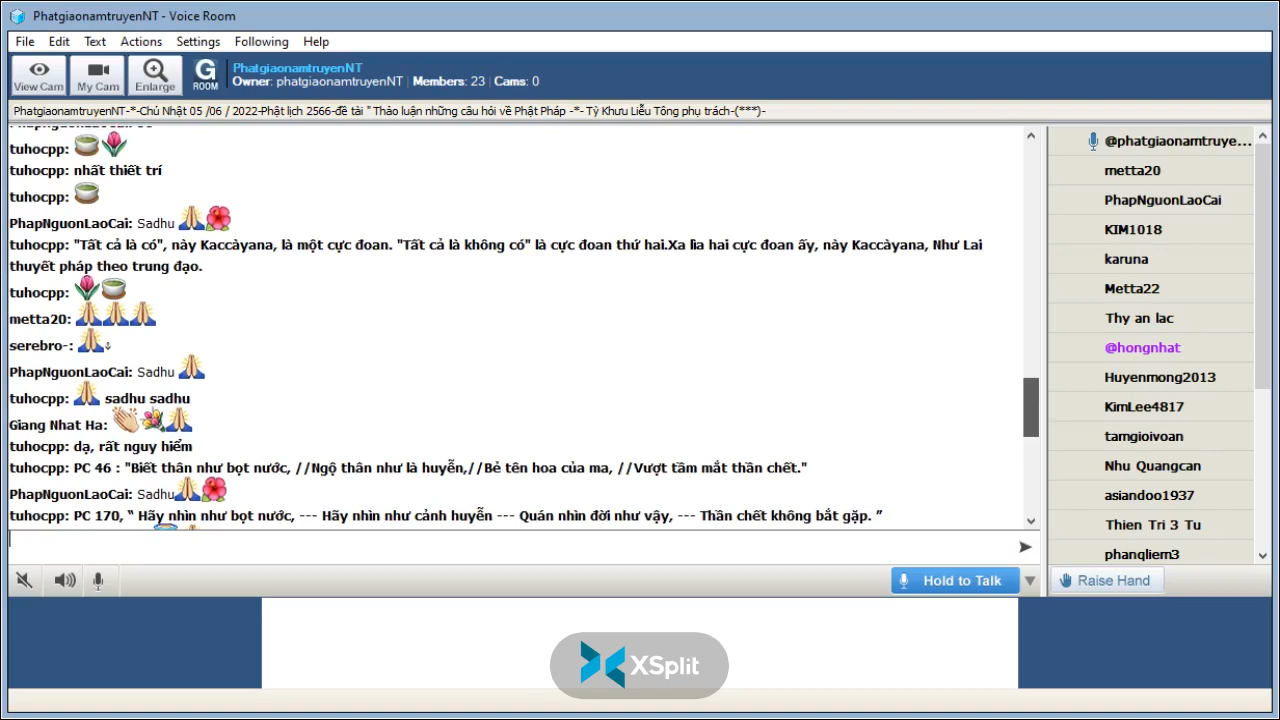 PhatgiaonamtruyenNT - Voice Room
File Edit Text Actions Settings Following Help
View Cam My Cam Enlarge G ROOM
PhatgiaonamtruyenNT
Owner: phatgiaonamtruyenNT | Members: 23 | Cams: 0
PhatgiaonamtruyenNT-*-Chủ Nhật 05 /06 / 2022-Phật lịch 2566-đề tài " Thảo luận những câu hỏi về Phật Pháp -*- Tỳ Khưu Liễu Tông phụ trách-(***)-
tuhocpp:
tuhocpp: nhất thiết trí
tuhocpp:
PhapNguonLaoCai: Sadhu
tuhocpp: "Tất cả là có", này Kaccàyana, là một cực đoan. "Tất cả là không có" là cực đoan thứ hai.Xa lìa hai cực đoan ấy, này Kaccàyana, Như Lai
thuyết pháp theo trung đạo.
tuhocpp:
metta20:
serebro-:
PhapNguonLaoCai: Sadhu
tuhocpp: sadhu sadhu
Giang Nhat Ha:
tuhocpp: dạ, rất nguy hiểm
tuhocpp: PC 46 : "Biết thân như bọt nước, //Ngộ thân như là huyễn,//Bẻ tên hoa của ma, //Vượt tầm mắt thần chết."
PhapNguonLaoCai: Sadhu
tuhocpp: PC 170, “ Hãy nhìn như bọt nước, --- Hãy nhìn như cảnh huyễn --- Quán nhìn đời như vậy, --- Thần chết không bắt gặp. ”
@phatgiaonamtruye...
metta20
PhapNguonLaoCai
KIM1018
karuna
Metta22
Thy an lac
@hongnhat
Huyenmong2013
KimLee4817
tamgioivoan
Nhu Quangcan
asiandoo1937
Thien Tri 3 Tu
phanqliem3
Hold to Talk
Raise Hand
XSplit